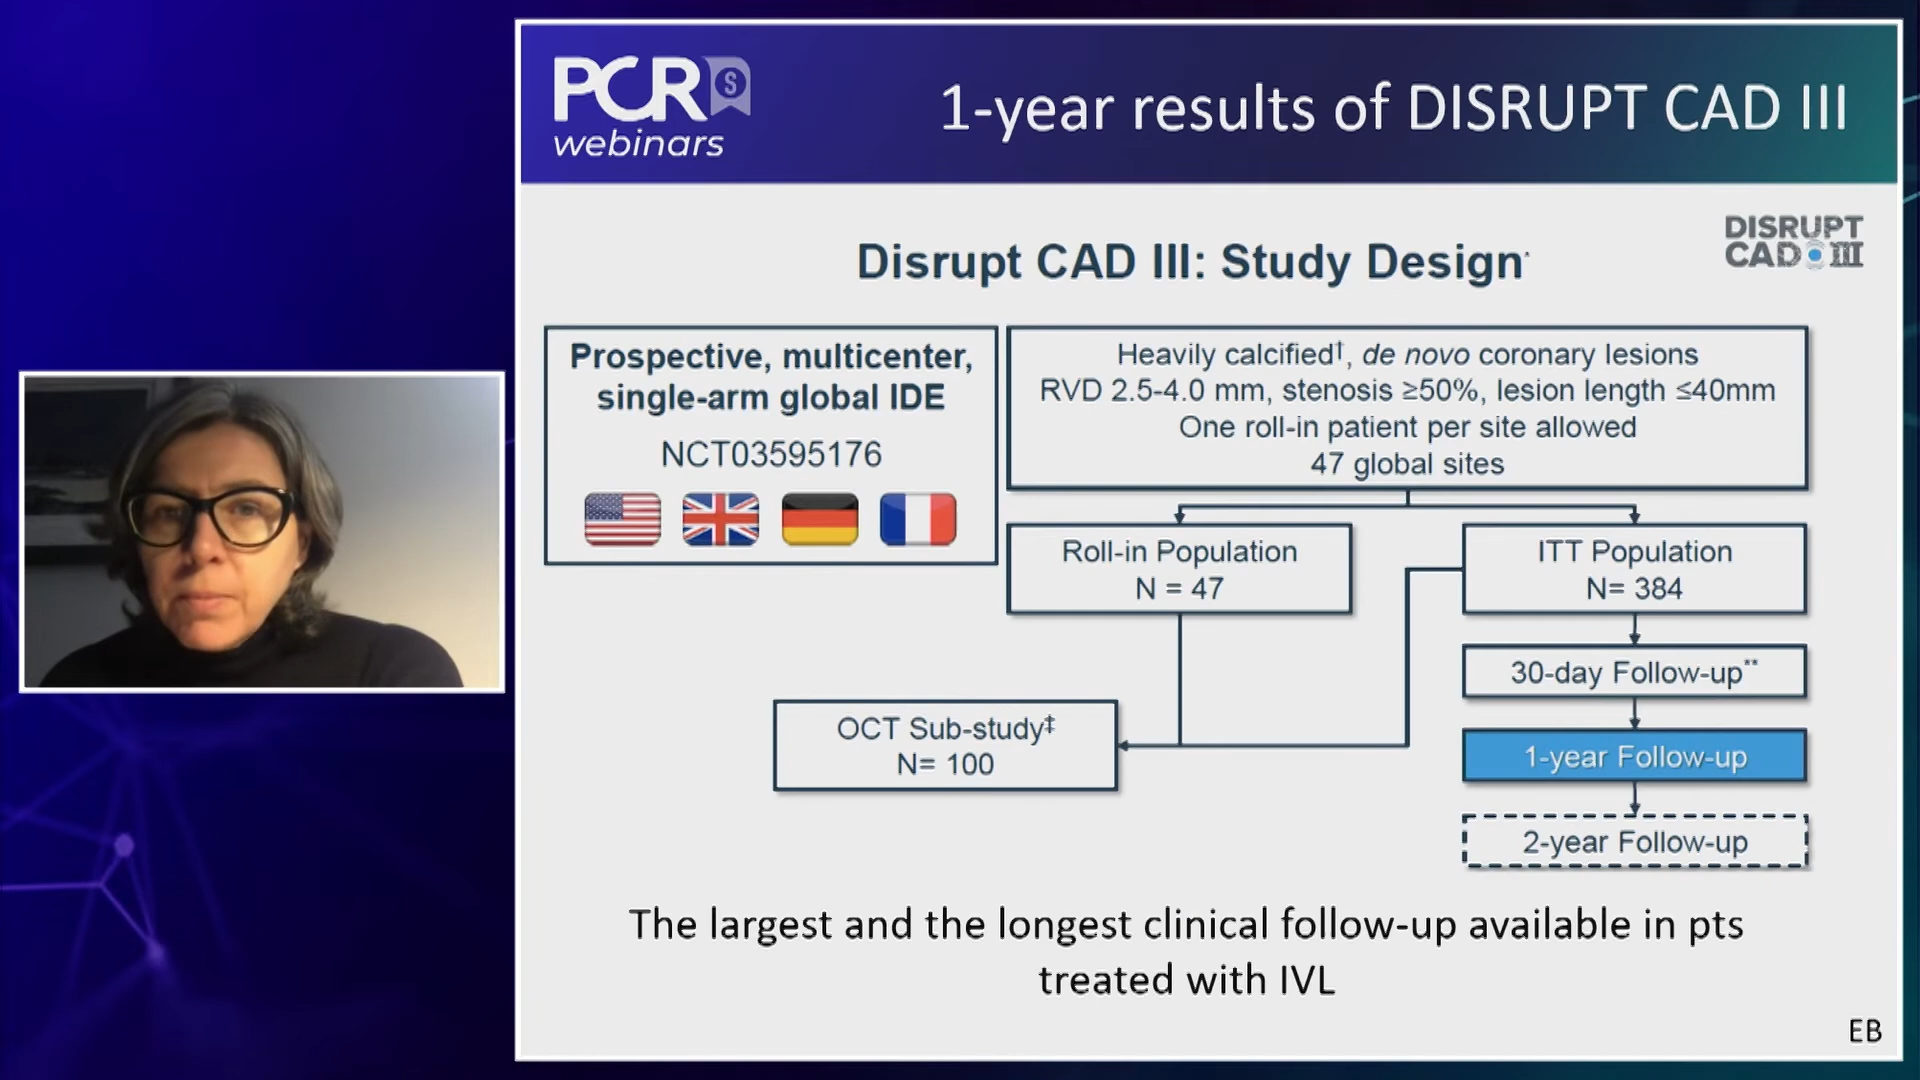 PCR S
webinars
1-year results of DISRUPT CAD III
Disrupt CAD III: Study Design*
DISRUPT
CAD III
Prospective, multicenter,
single-arm global IDE
NCT03595176
Heavily calcified†, de novo coronary lesions
RVD 2.5-4.0 mm, stenosis ≥50%, lesion length ≤40mm
One roll-in patient per site allowed
47 global sites
Roll-in Population
N = 47
ITT Population
N= 384
30-day Follow-up**
OCT Sub-study‡
N= 100
1-year Follow-up
2-year Follow-up
The largest and the longest clinical follow-up available in pts
treated with IVL
EB